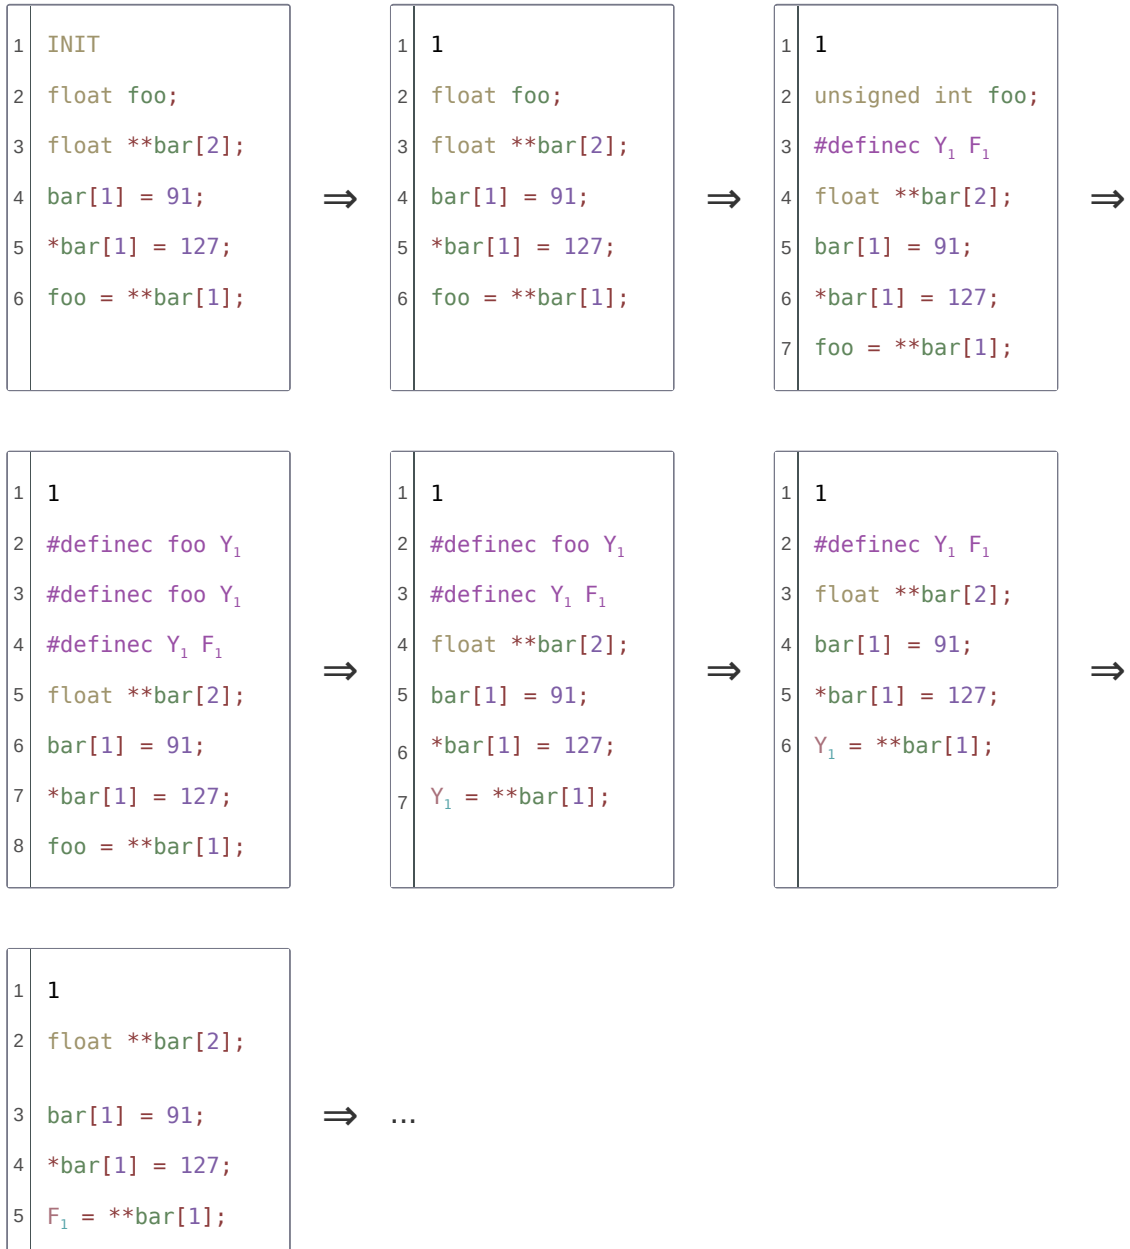 1 INIT
2 float foo;
3 float **bar[2];
4 bar[1] = 91;
5 *bar[1] = 127;
6 foo = **bar[1];
⇒
1 1
2 float foo;
3 float **bar[2];
4 bar[1] = 91;
5 *bar[1] = 127;
6 foo = **bar[1];
⇒
1 1
2 unsigned int foo;
3 #definec Y₁ F₁
4 float **bar[2];
5 bar[1] = 91;
6 *bar[1] = 127;
7 foo = **bar[1];
⇒
1 1
2 #definec foo Y₁
3 #definec foo Y₁
4 #definec Y₁ F₁
5 float **bar[2];
6 bar[1] = 91;
7 *bar[1] = 127;
8 foo = **bar[1];
⇒
1 1
2 #definec foo Y₁
3 #definec Y₁ F₁
4 float **bar[2];
5 bar[1] = 91;
6 *bar[1] = 127;
7 Y₁ = **bar[1];
⇒
1 1
2 #definec Y₁ F₁
3 float **bar[2];
4 bar[1] = 91;
5 *bar[1] = 127;
6 Y₁ = **bar[1];
⇒
1 1
2 float **bar[2];
3 bar[1] = 91;
4 *bar[1] = 127;
5 F₁ = **bar[1];
⇒ ...